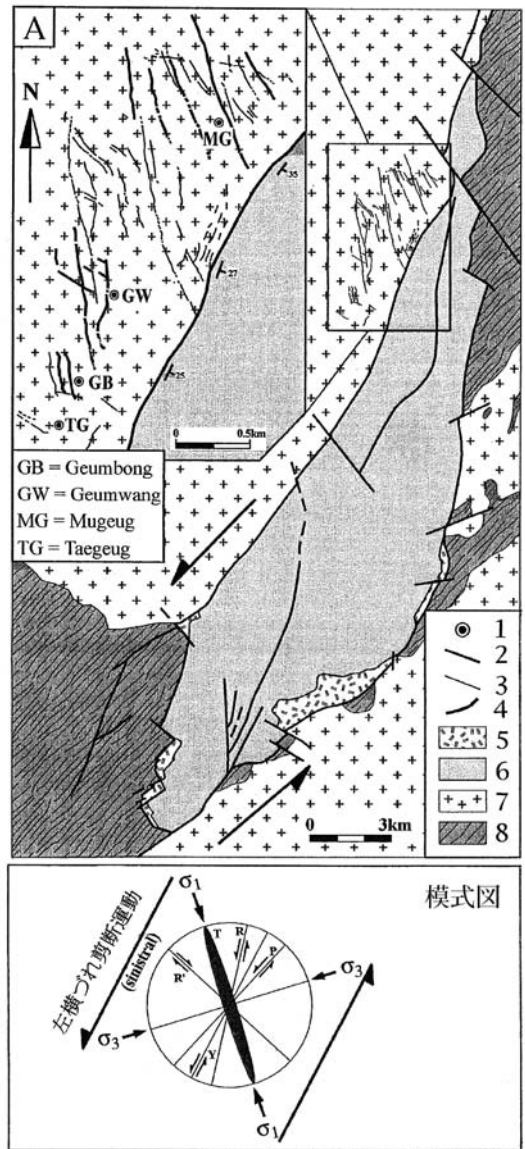 A
N
MG
GW
GB
TG
35
27
25
0 0.5km
GB = Geumbong
GW = Geumwang
MG = Mugeug
TG = Taegeug
1
2
3
4
5
6
7
8
0 3km
模式図
左横づれ剪断運動
(sinistral)
σ1
T
R
P
R'
σ3
σ3
Y
σ1